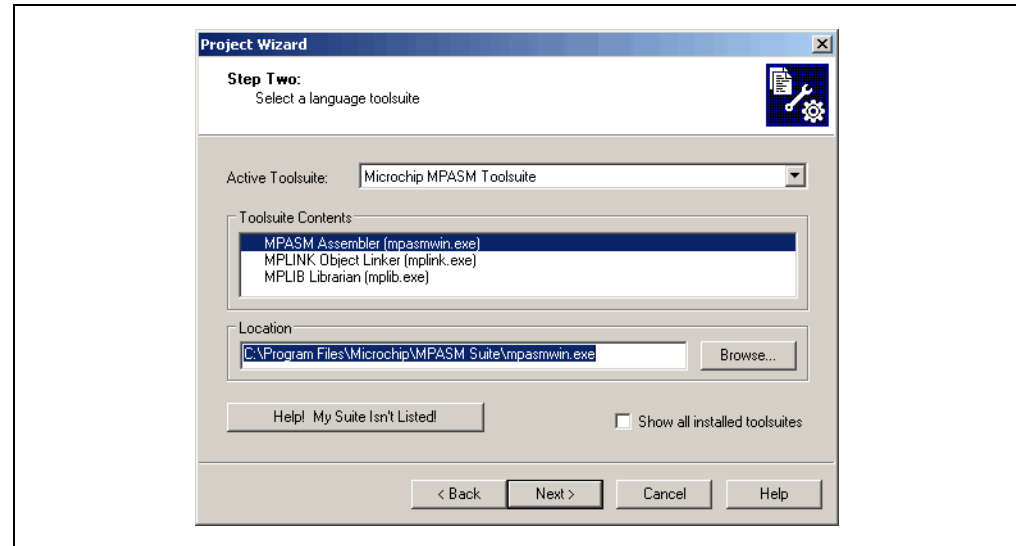 Project Wizard
Step Two:
Select a language toolsuite
Active Toolsuite: Microchip MPASM Toolsuite
Toolsuite Contents
MPASM Assembler (mpasmwin.exe)
MPLINK Object Linker (mplink.exe)
MPLIB Librarian (mplib.exe)
Location
C:\Program Files\Microchip\MPASM Suite\mpasmwin.exe Browse...
Help! My Suite Isn't Listed! Show all installed toolsuites
< Back Next > Cancel Help